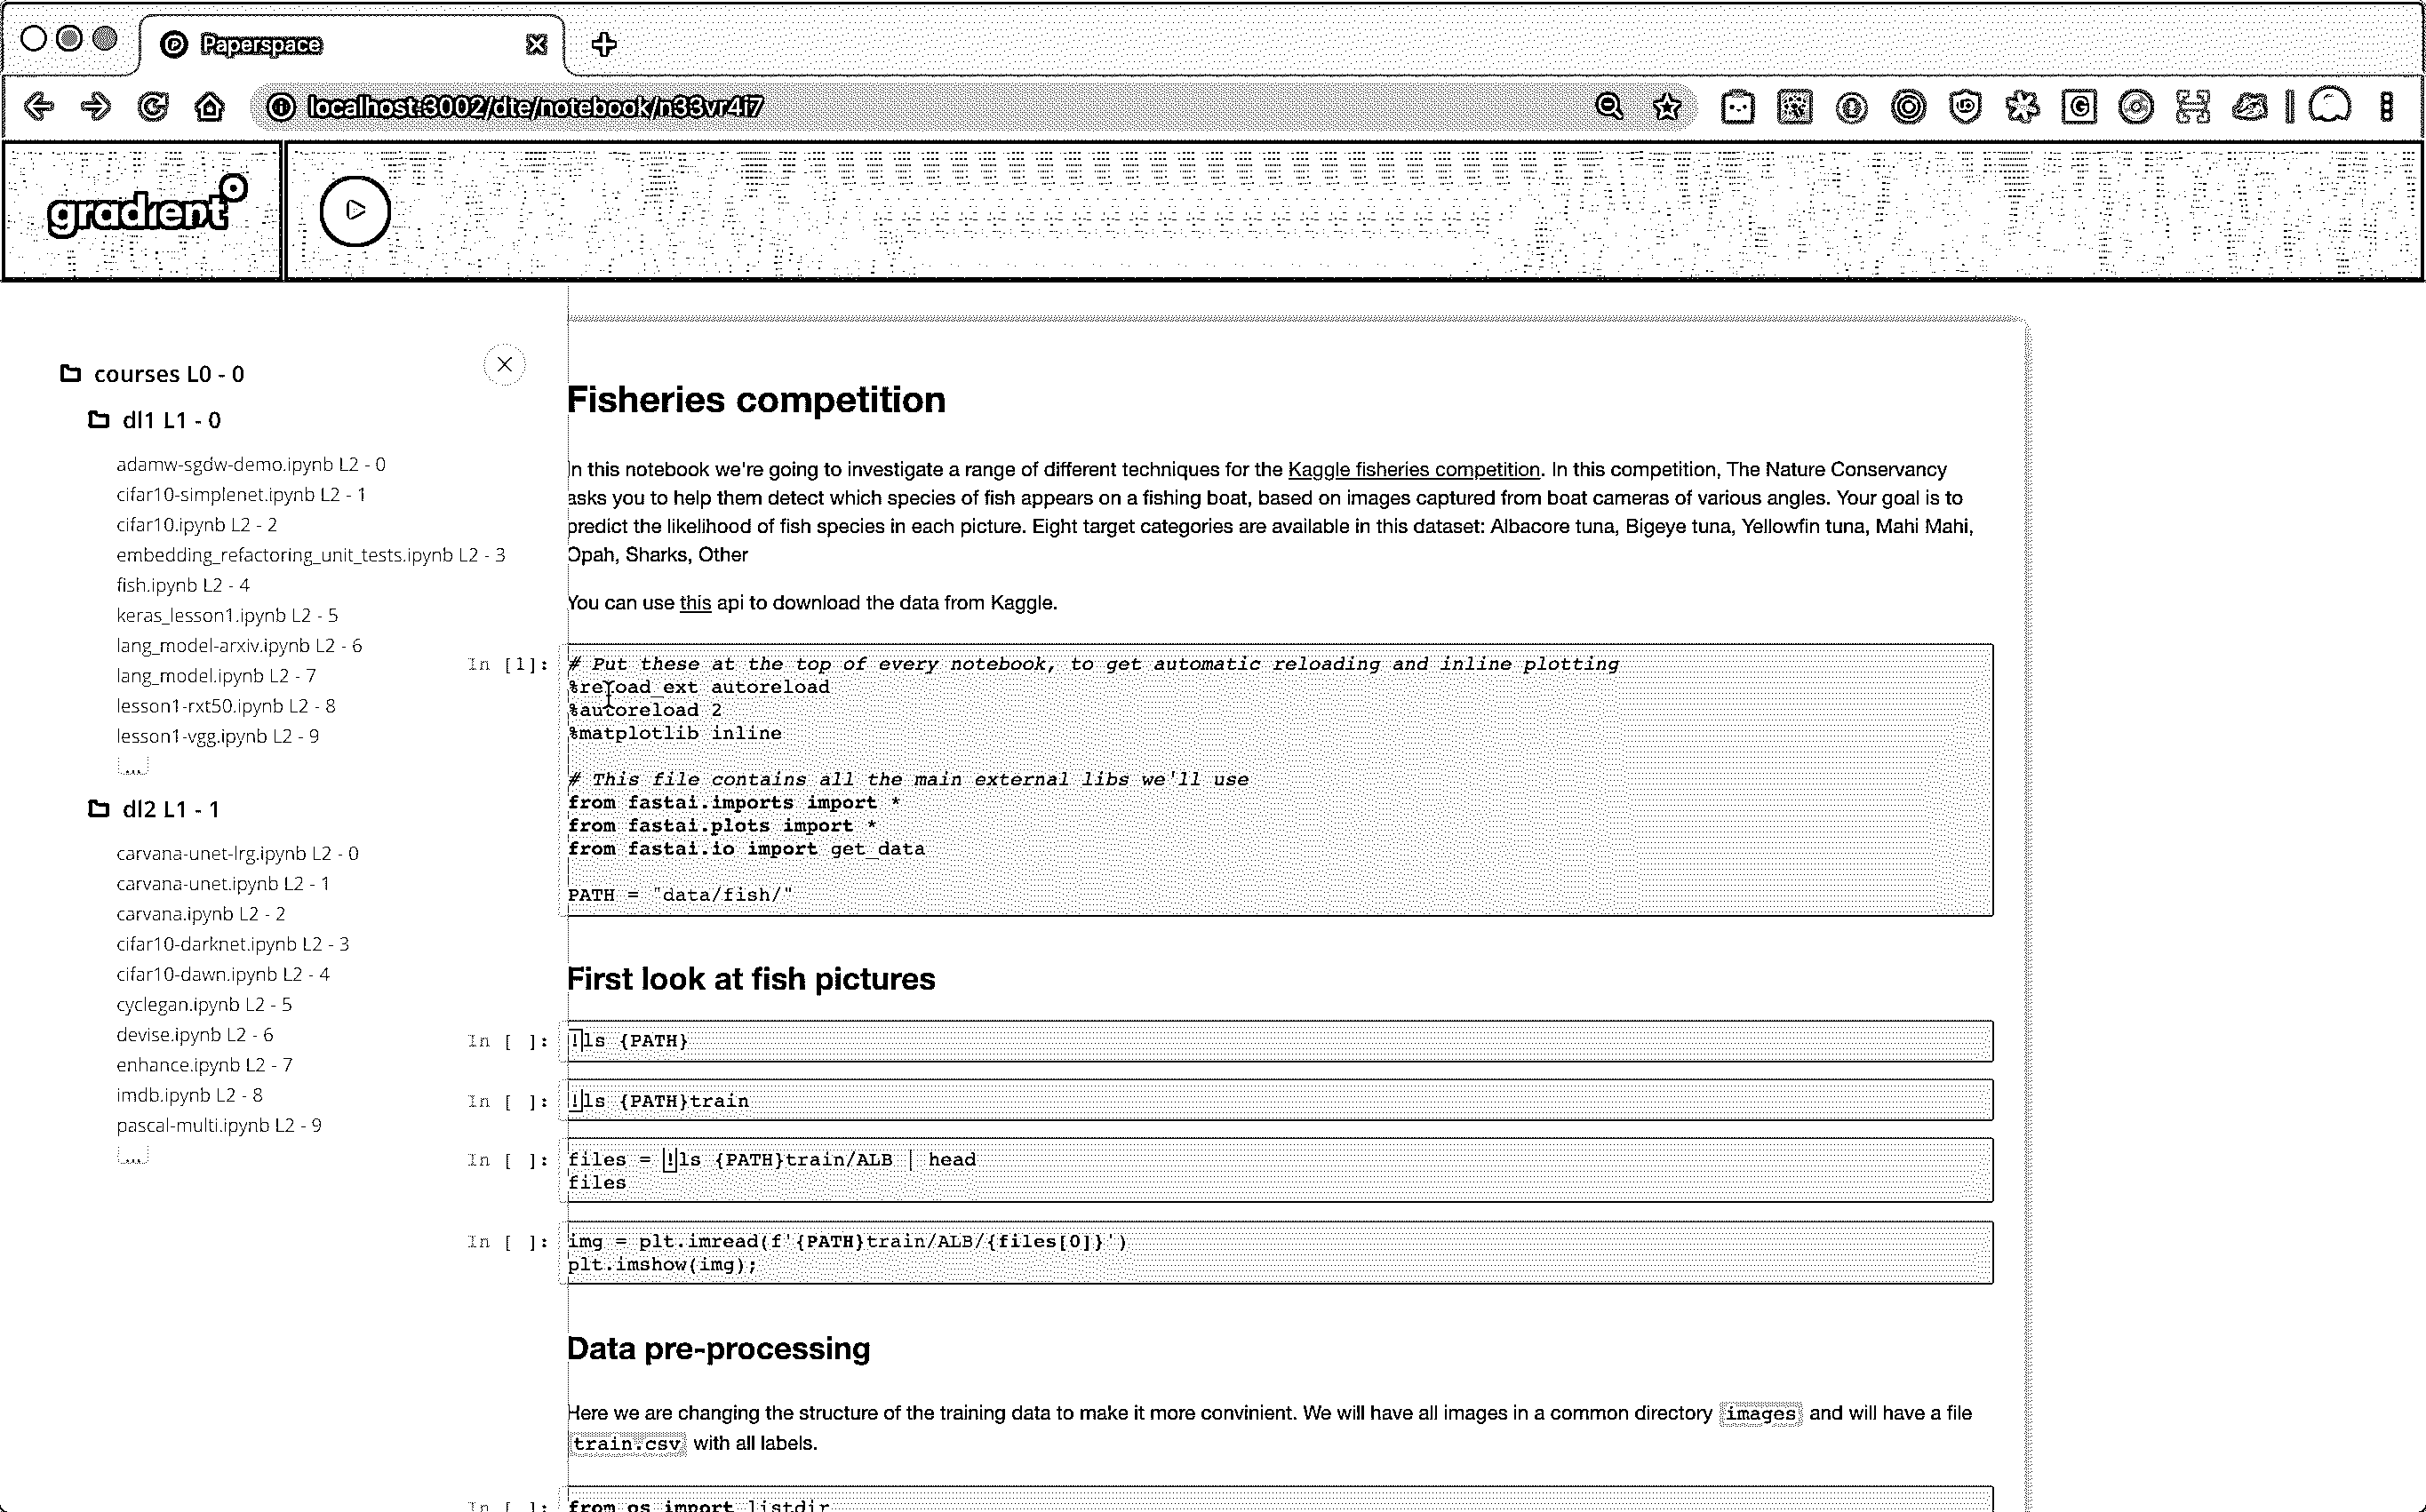 Paperspace
localhost:3002/dte/notebook/n33vr4i7
gradient
courses L0 - 0
dl1 L1 - 0
adamw-sgdw-demo.ipynb L2 - 0
cifar10-simplenet.ipynb L2 - 1
cifar10.ipynb L2 - 2
embedding_refactoring_unit_tests.ipynb L2 - 3
fish.ipynb L2 - 4
keras_lesson1.ipynb L2 - 5
lang_model-arxiv.ipynb L2 - 6
lang_model.ipynb L2 - 7
lesson1-rxt50.ipynb L2 - 8
lesson1-vgg.ipynb L2 - 9
...
dl2 L1 - 1
carvana-unet-lrg.ipynb L2 - 0
carvana-unet.ipynb L2 - 1
carvana.ipynb L2 - 2
cifar10-darknet.ipynb L2 - 3
cifar10-dawn.ipynb L2 - 4
cyclegan.ipynb L2 - 5
devise.ipynb L2 - 6
enhance.ipynb L2 - 7
imdb.ipynb L2 - 8
pascal-multi.ipynb L2 - 9
...
Fisheries competition
In this notebook we're going to investigate a range of different techniques for the Kaggle fisheries competition. In this competition, The Nature Conservancy
asks you to help them detect which species of fish appears on a fishing boat, based on images captured from boat cameras of various angles. Your goal is to
predict the likelihood of fish species in each picture. Eight target categories are available in this dataset: Albacore tuna, Bigeye tuna, Yellowfin tuna, Mahi Mahi,
Opah, Sharks, Other
You can use this api to download the data from Kaggle.
In [1]: # Put these at the top of every notebook, to get automatic reloading and inline plotting
%reload_ext autoreload
%autoreload 2
%matplotlib inline
# This file contains all the main external libs we'll use
from fastai.imports import *
from fastai.plots import *
from fastai.io import get_data
PATH = "data/fish/"
First look at fish pictures
In [ ]: !ls {PATH}
In [ ]: !ls {PATH}train
In [ ]: files = !ls {PATH}train/ALB | head
files
In [ ]: img = plt.imread(f'{PATH}train/ALB/{files[0]}')
plt.imshow(img);
Data pre-processing
Here we are changing the structure of the training data to make it more convinient. We will have all images in a common directory images and will have a file
train.csv with all labels.
In [ ]: from os import listdir